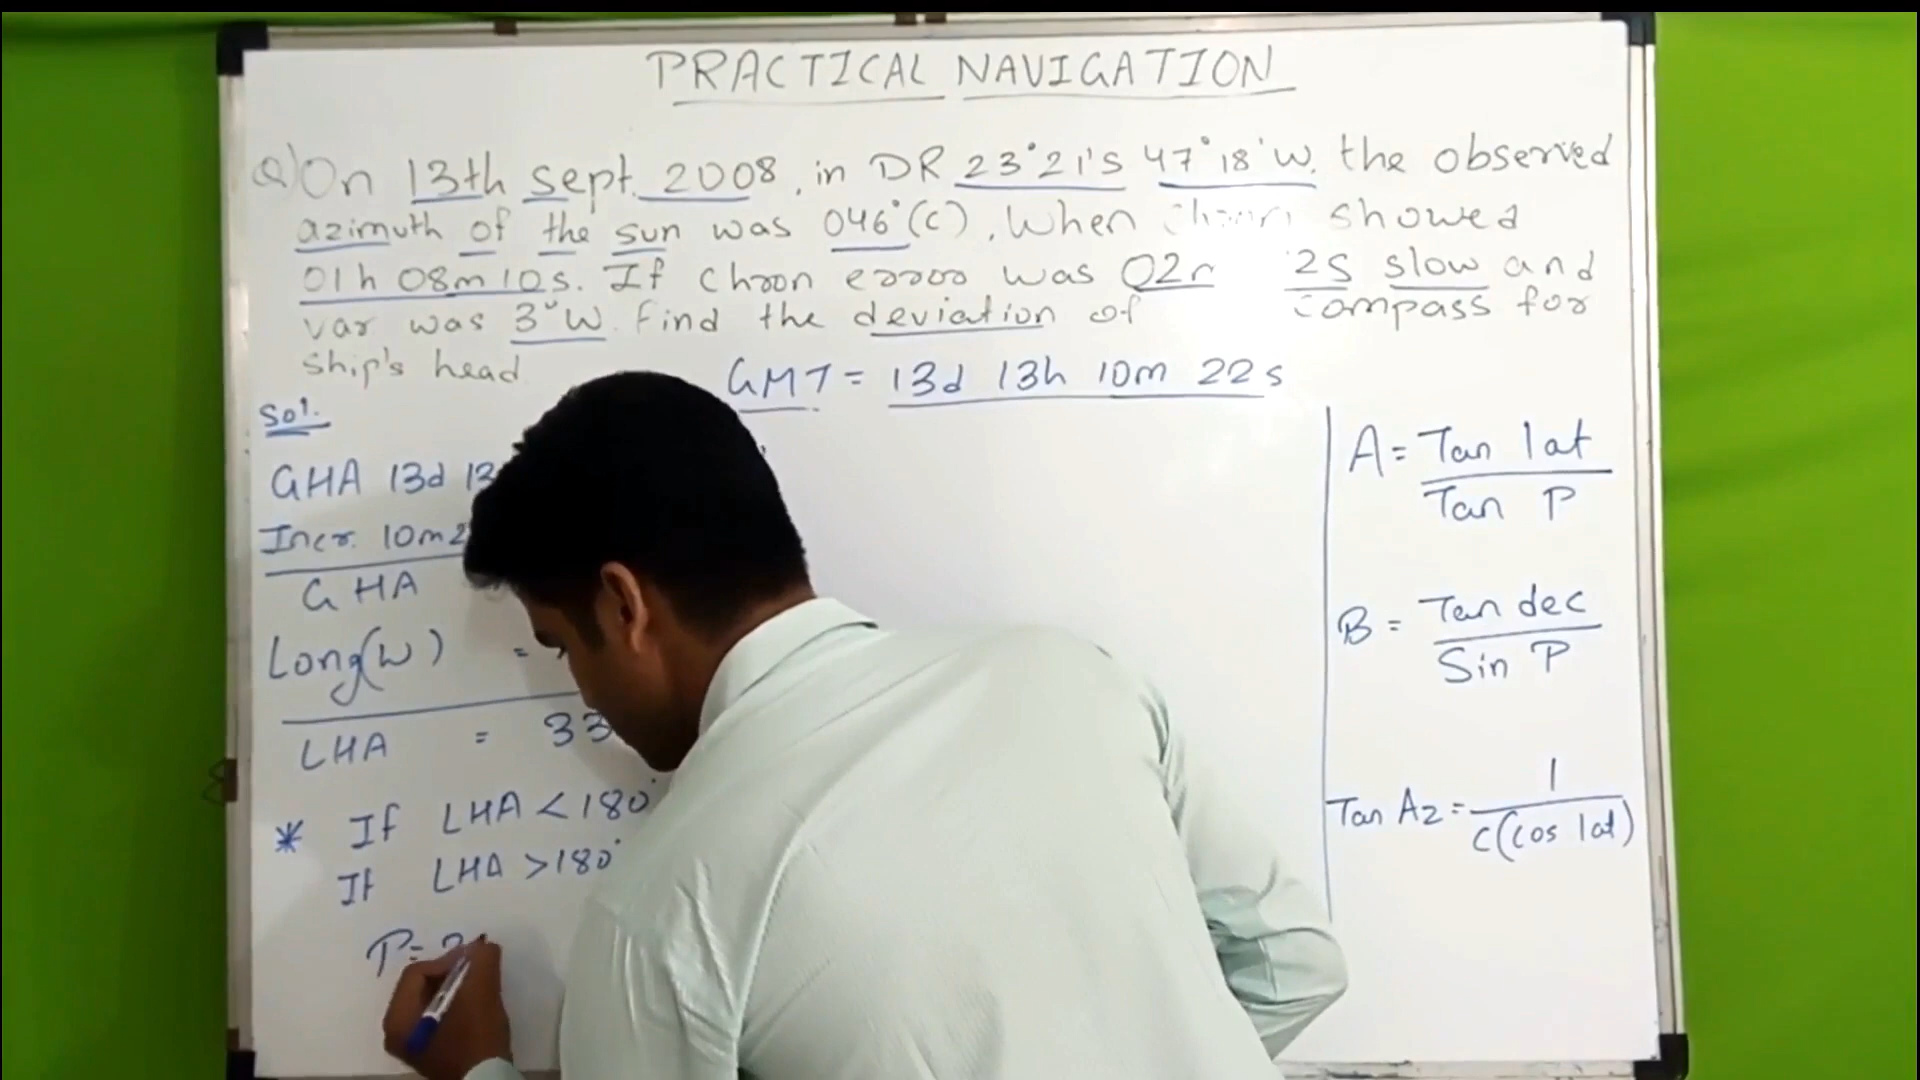 PRACTICAL NAVIGATION
Q) On 13th sept. 2008, in DR 23°21's 47°18'W. the observed
azimuth of the sun was 046°(C), When showed
01h 08m 10s. If chron error was 02m 2s slow and
var was 3°W. Find the deviation of compass for
ship's head
GMT = 13d 13h 10m 22s
Sol.
GHA 13d 13
Incr. 10m2
GHA
Long(W) =
LHA = 33
* If LHA < 180°
If LHA > 180°
P =
A = Tan lat
Tan P
B = Tan dec
Sin P
Tan Az = 1
C(Cos lat)